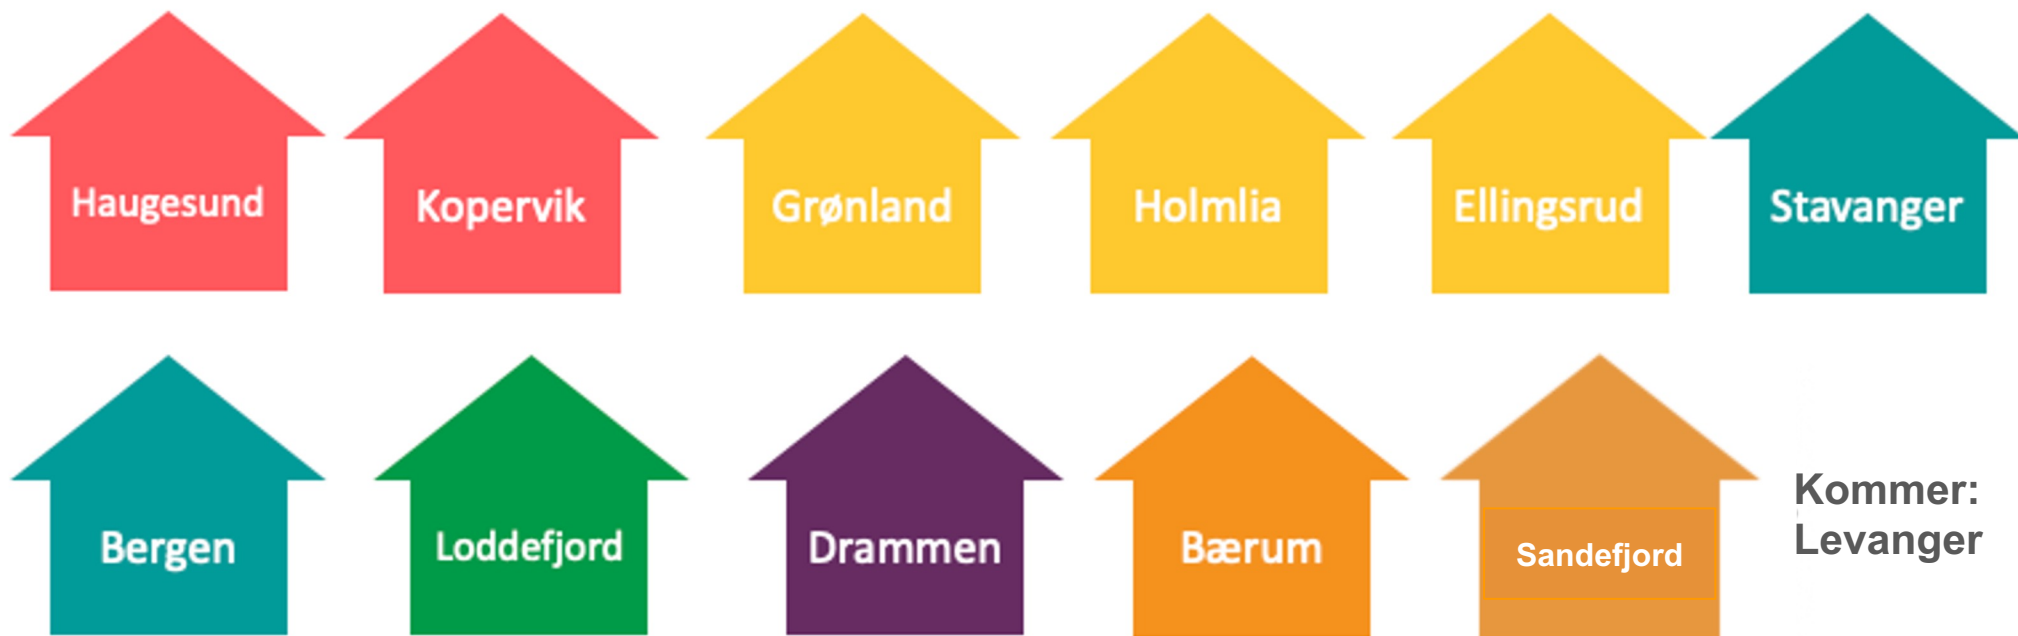 Haugesund
Kopervik
Grønland
Holmlia
Ellingsrud
Stavanger
Bergen
Loddefjord
Drammen
Bærum
Sandefjord
Kommer:
Levanger